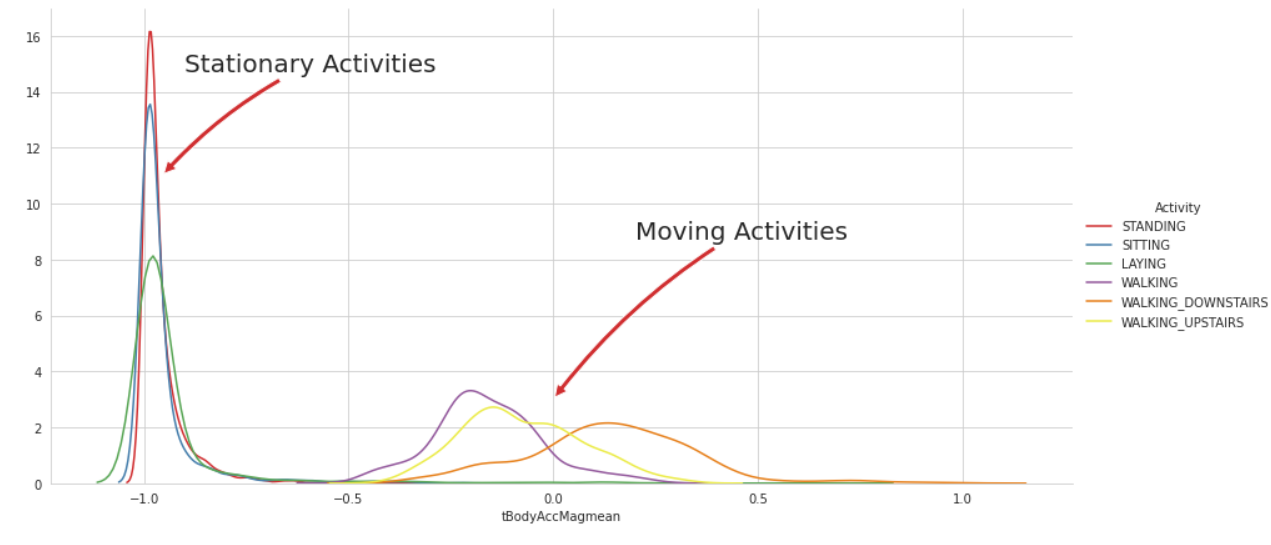 16
Stationary Activities
14
12
10
Moving Activities
8
6
4
2
0
−1.0 −0.5 0.0 0.5 1.0
tBodyAccMagmean
Activity
STANDING
SITTING
LAYING
WALKING
WALKING_DOWNSTAIRS
WALKING_UPSTAIRS